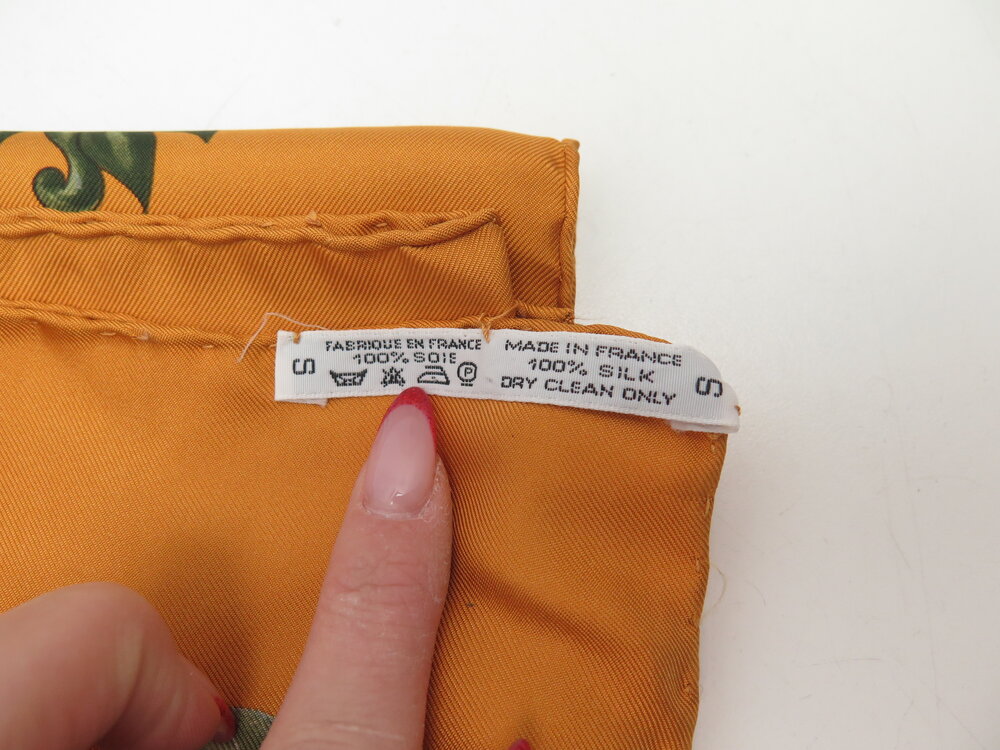 S
FABRIQUE EN FRANCE
100% SOIE
P
MADE IN FRANCE
100% SILK
DRY CLEAN ONLY
S